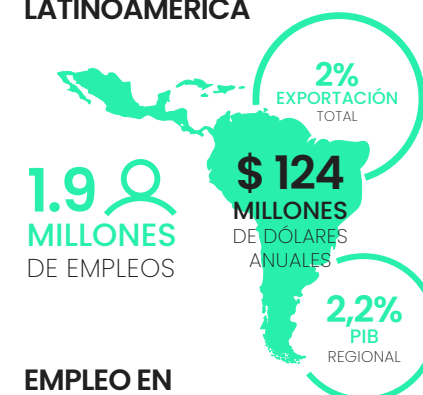 LATINOAMÉRICA
2%
EXPORTACIÓN
TOTAL
1.9
MILLONES
DE EMPLEOS
$ 124
MILLONES
DE DÓLARES
ANUALES
2,2%
PIB
REGIONAL
EMPLEO EN